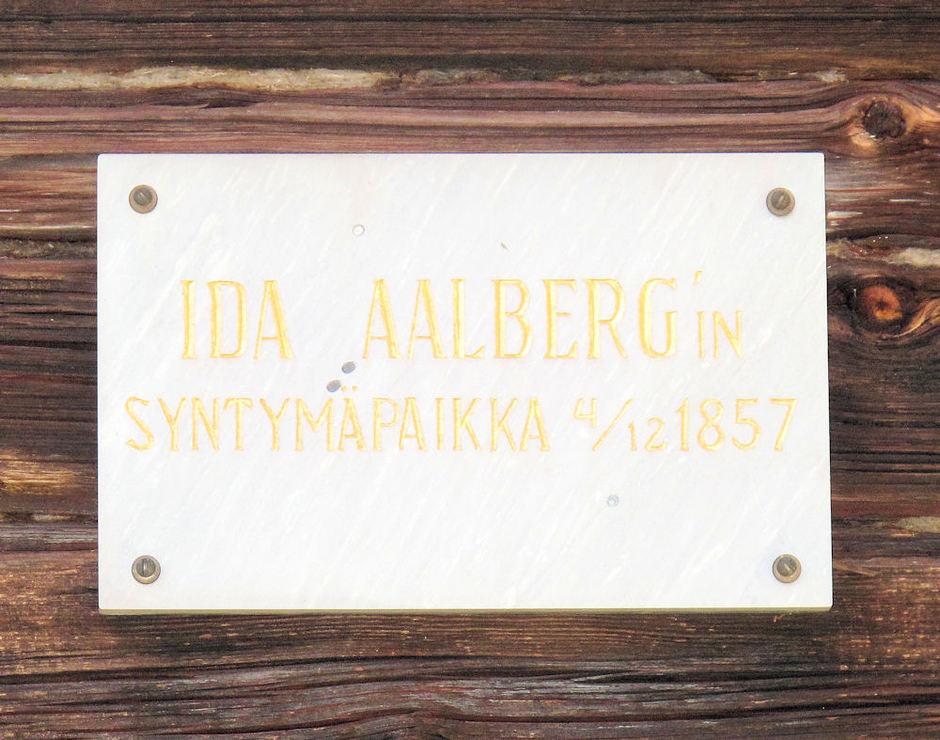 IDA AALBERG'IN
SYNTYMÄPAIKKA 4/12 1857